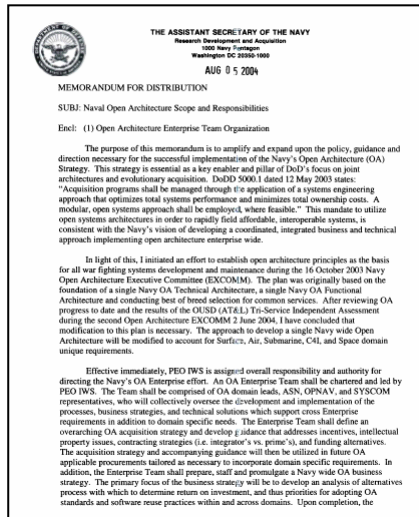 THE ASSISTANT SECRETARY OF THE NAVY
Research Development and Acquisition
1000 Navy Pentagon
Washington DC 20350-1000
AUG 05 2004
MEMORANDUM FOR DISTRIBUTION
SUBJ: Naval Open Architecture Scope and Responsibilities
Encl: (1) Open Architecture Enterprise Team Organization
The purpose of this memorandum is to amplify and expand upon the policy, guidance and
direction necessary for the successful implementation of the Navy's Open Architecture (OA)
Strategy. This strategy is essential as a key enabler and pillar of DoD's focus on joint
architectures and evolutionary acquisition. DoDD 5000.1 dated 12 May 2003 states:
"Acquisition programs shall be managed through the application of a systems engineering
approach that optimizes total systems performance and minimizes total ownership costs. A
modular, open systems approach shall be employed, where feasible." This mandate to utilize
open systems architectures in order to rapidly field affordable, interoperable systems, is
consistent with the Navy's vision of developing a coordinated, integrated business and technical
approach implementing open architecture enterprise wide.
In light of this, I initiated an effort to establish open architecture principles as the basis
for all war fighting systems development and maintenance during the 16 October 2003 Navy
Open Architecture Executive Committee (EXCOMM). The plan was originally based on the
foundation of a single Navy OA Technical Architecture, a single Navy OA Functional
Architecture and conducting best of breed selection for common services. After reviewing OA
progress to date and the results of the OUSD (AT&L) Tri-Service Independent Assessment
during the second Open Architecture EXCOMM 2 June 2004, I have concluded that
modification to this plan is necessary. The approach to develop a single Navy wide Open
Architecture will be modified to account for Surface, Air, Submarine, C4I, and Space domain
unique requirements.
Effective immediately, PEO IWS is assigned overall responsibility and authority for
directing the Navy's OA Enterprise effort. An OA Enterprise Team shall be chartered and led by
PEO IWS. The Team shall be comprised of OA domain leads, ASN, OPNAV, and SYSCOM
representatives, who will collectively oversee the development and implementation of the
processes, business strategies, and technical solutions which support cross Enterprise
requirements in addition to domain specific needs. The Enterprise Team shall define an
overarching OA acquisition strategy and develop guidance that addresses incentives, intellectual
property issues, contracting strategies (i.e. integrator's vs. prime's), and funding alternatives.
The acquisition strategy and accompanying guidance will then be utilized in future OA
applicable procurements tailored as necessary to incorporate domain specific requirements. In
addition, the Enterprise Team shall prepare, staff and promulgate a Navy wide OA business
strategy. The primary focus of the business strategy will be to develop an analysis of alternatives
process with which to determine return on investment, and thus priorities for adopting OA
standards and software reuse practices within and across domains. Upon completion, the